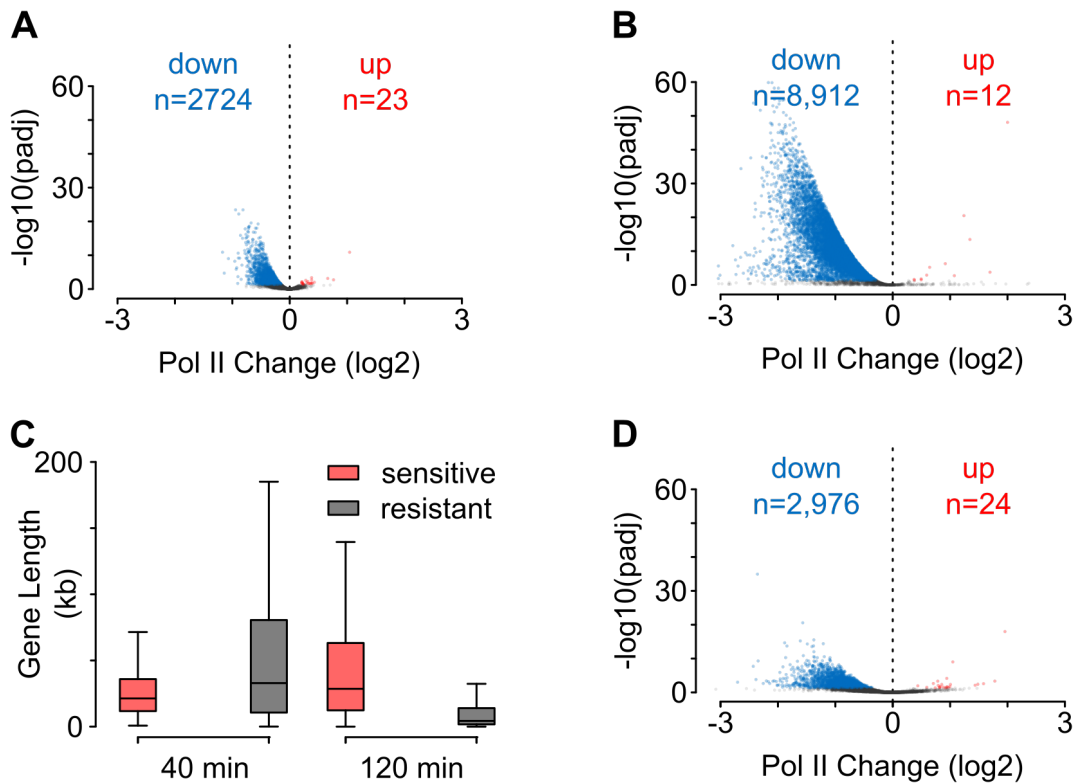 A
down
n=2724
up
n=23
60
30
0
-log10(padj)
-3
0
3
Pol II Change (log2)
B
down
n=8,912
up
n=12
60
30
0
-log10(padj)
-3
0
3
Pol II Change (log2)
C
200
0
Gene Length
(kb)
sensitive
resistant
40 min
120 min
D
down
n=2,976
up
n=24
60
30
0
-log10(padj)
-3
0
3
Pol II Change (log2)